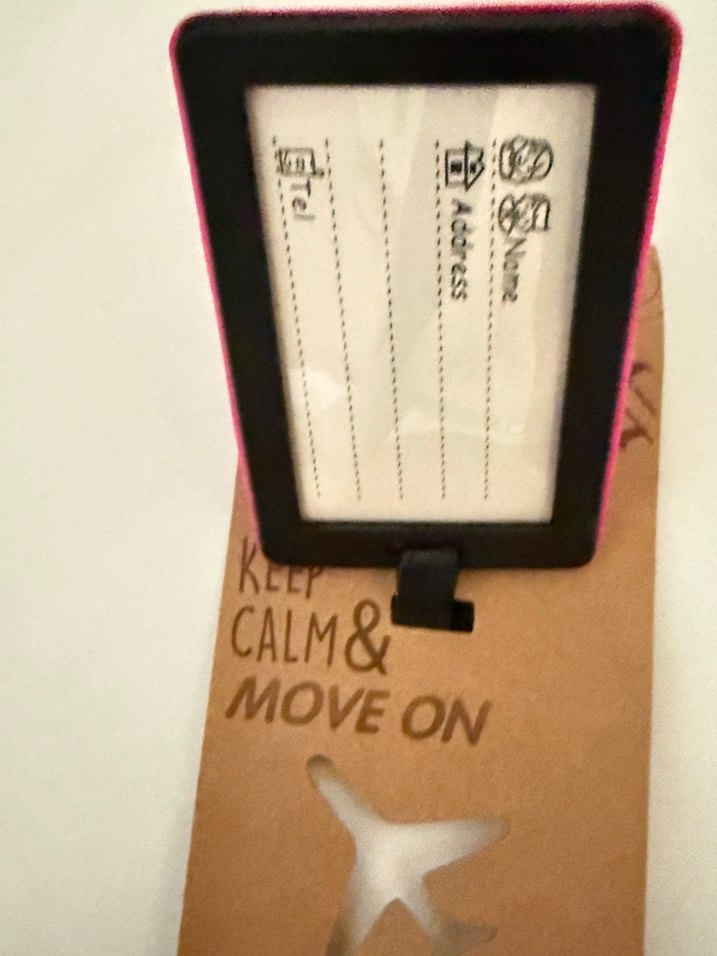 Name
Address
Tel
KEEP
CALM &
MOVE ON